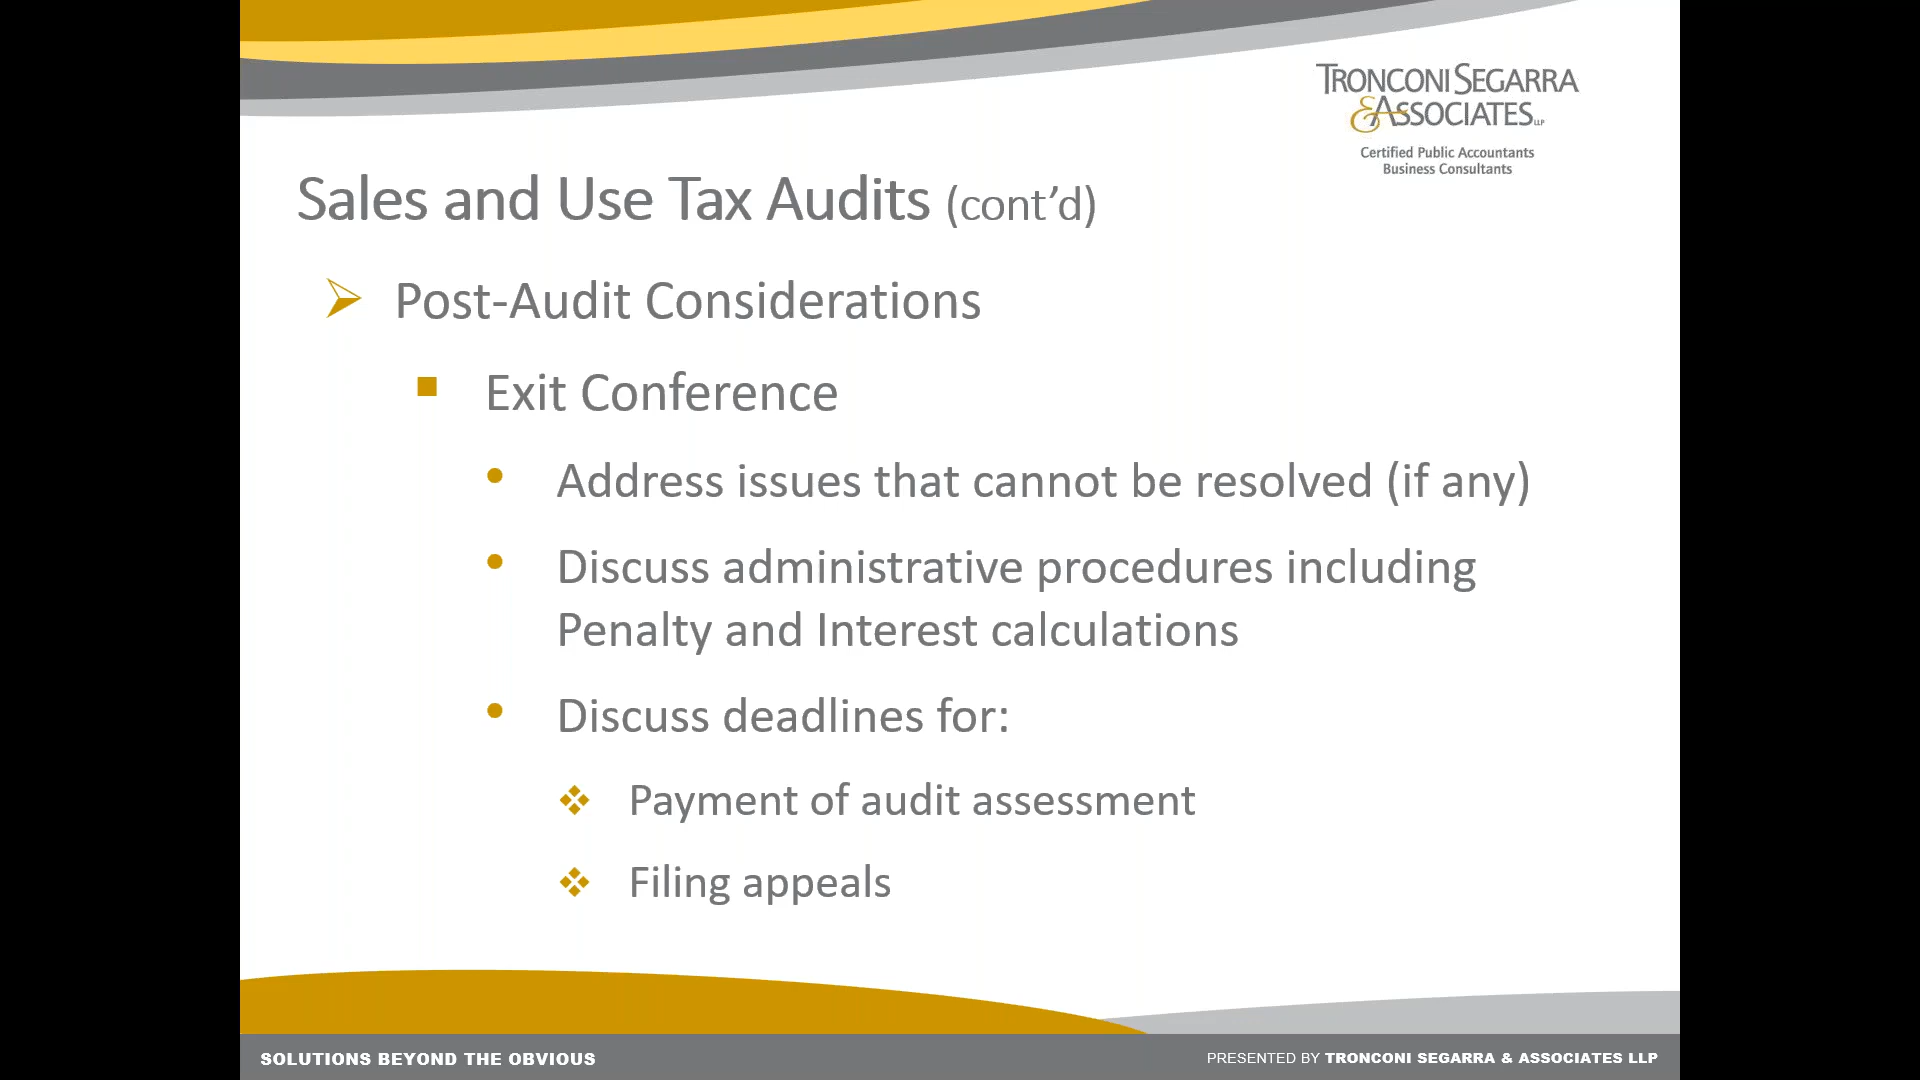 TRONCONI SEGARRA
& ASSOCIATES LLP
Certified Public Accountants
Business Consultants
Sales and Use Tax Audits (cont’d)
Post-Audit Considerations
Exit Conference
Address issues that cannot be resolved (if any)
Discuss administrative procedures including
Penalty and Interest calculations
Discuss deadlines for:
Payment of audit assessment
Filing appeals
SOLUTIONS BEYOND THE OBVIOUS
PRESENTED BY TRONCONI SEGARRA & ASSOCIATES LLP